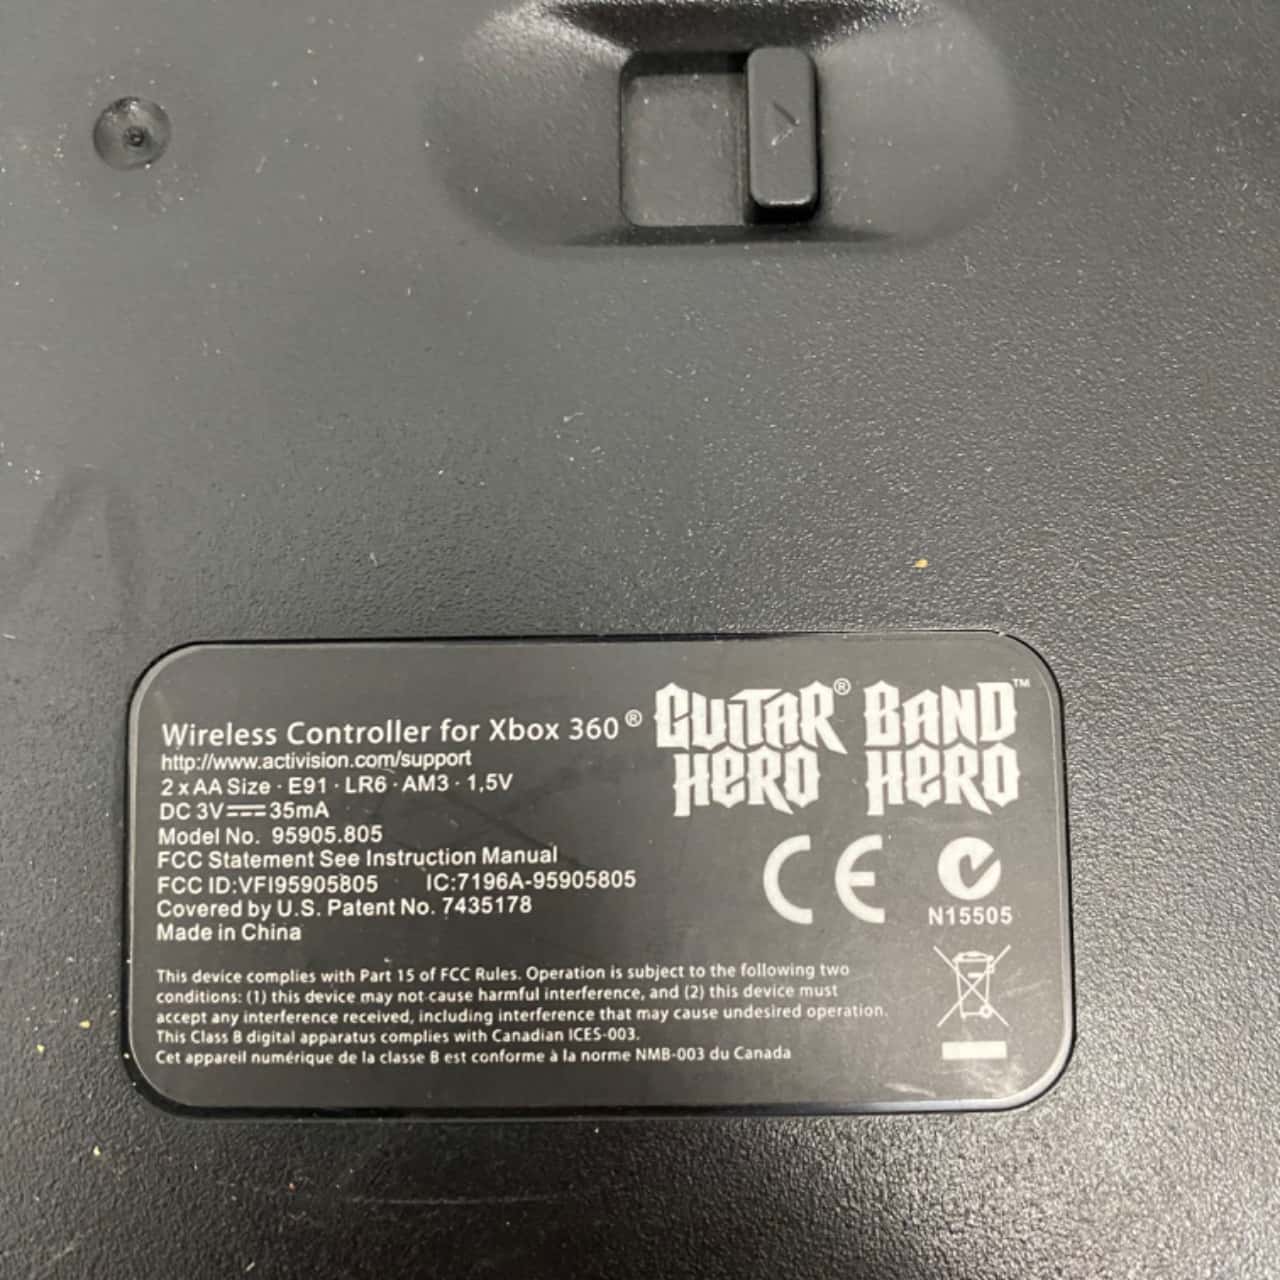 Wireless Controller for Xbox 360®
http://www.activision.com/support
2 x AA Size · E91 · LR6 · AM3 · 1,5V
DC 3V⎓35mA
Model No. 95905.805
FCC Statement See Instruction Manual
FCC ID:VFI95905805 IC:7196A-95905805
Covered by U.S. Patent No. 7435178
Made in China
GUITAR® BAND™
HERO HERO
CE
N15505
This device complies with Part 15 of FCC Rules. Operation is subject to the following two
conditions: (1) this device may not cause harmful interference, and (2) this device must
accept any interference received, including interference that may cause undesired operation.
This Class B digital apparatus complies with Canadian ICES-003.
Cet appareil numérique de la classe B est conforme à la norme NMB-003 du Canada